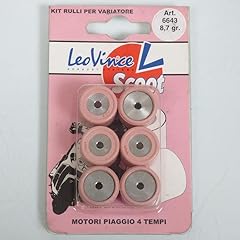 KIT RULLI PER VARIATORE
Art.
6643
8,7 gr.
LeoVince
Scoot
MOTORI PIAGGIO 4 TEMPI